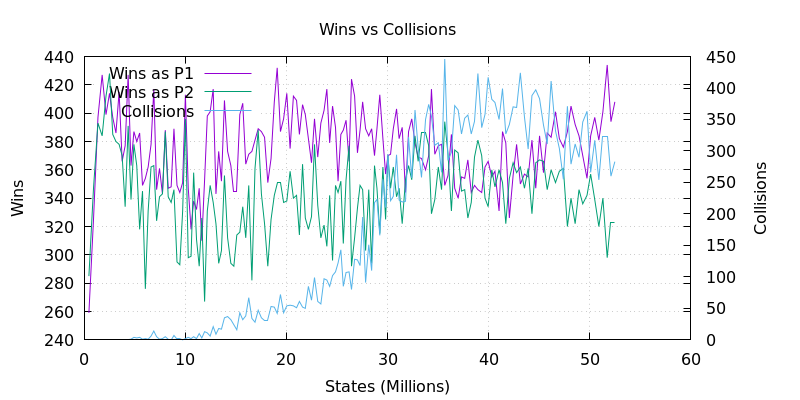 Wins vs Collisions
440
420
400
380
360
340
320
300
280
260
240
450
400
350
300
250
200
150
100
50
0
Wins as P1
Wins as P2
Collisions
Wins
Collisions
0 10 20 30 40 50 60
States (Millions)